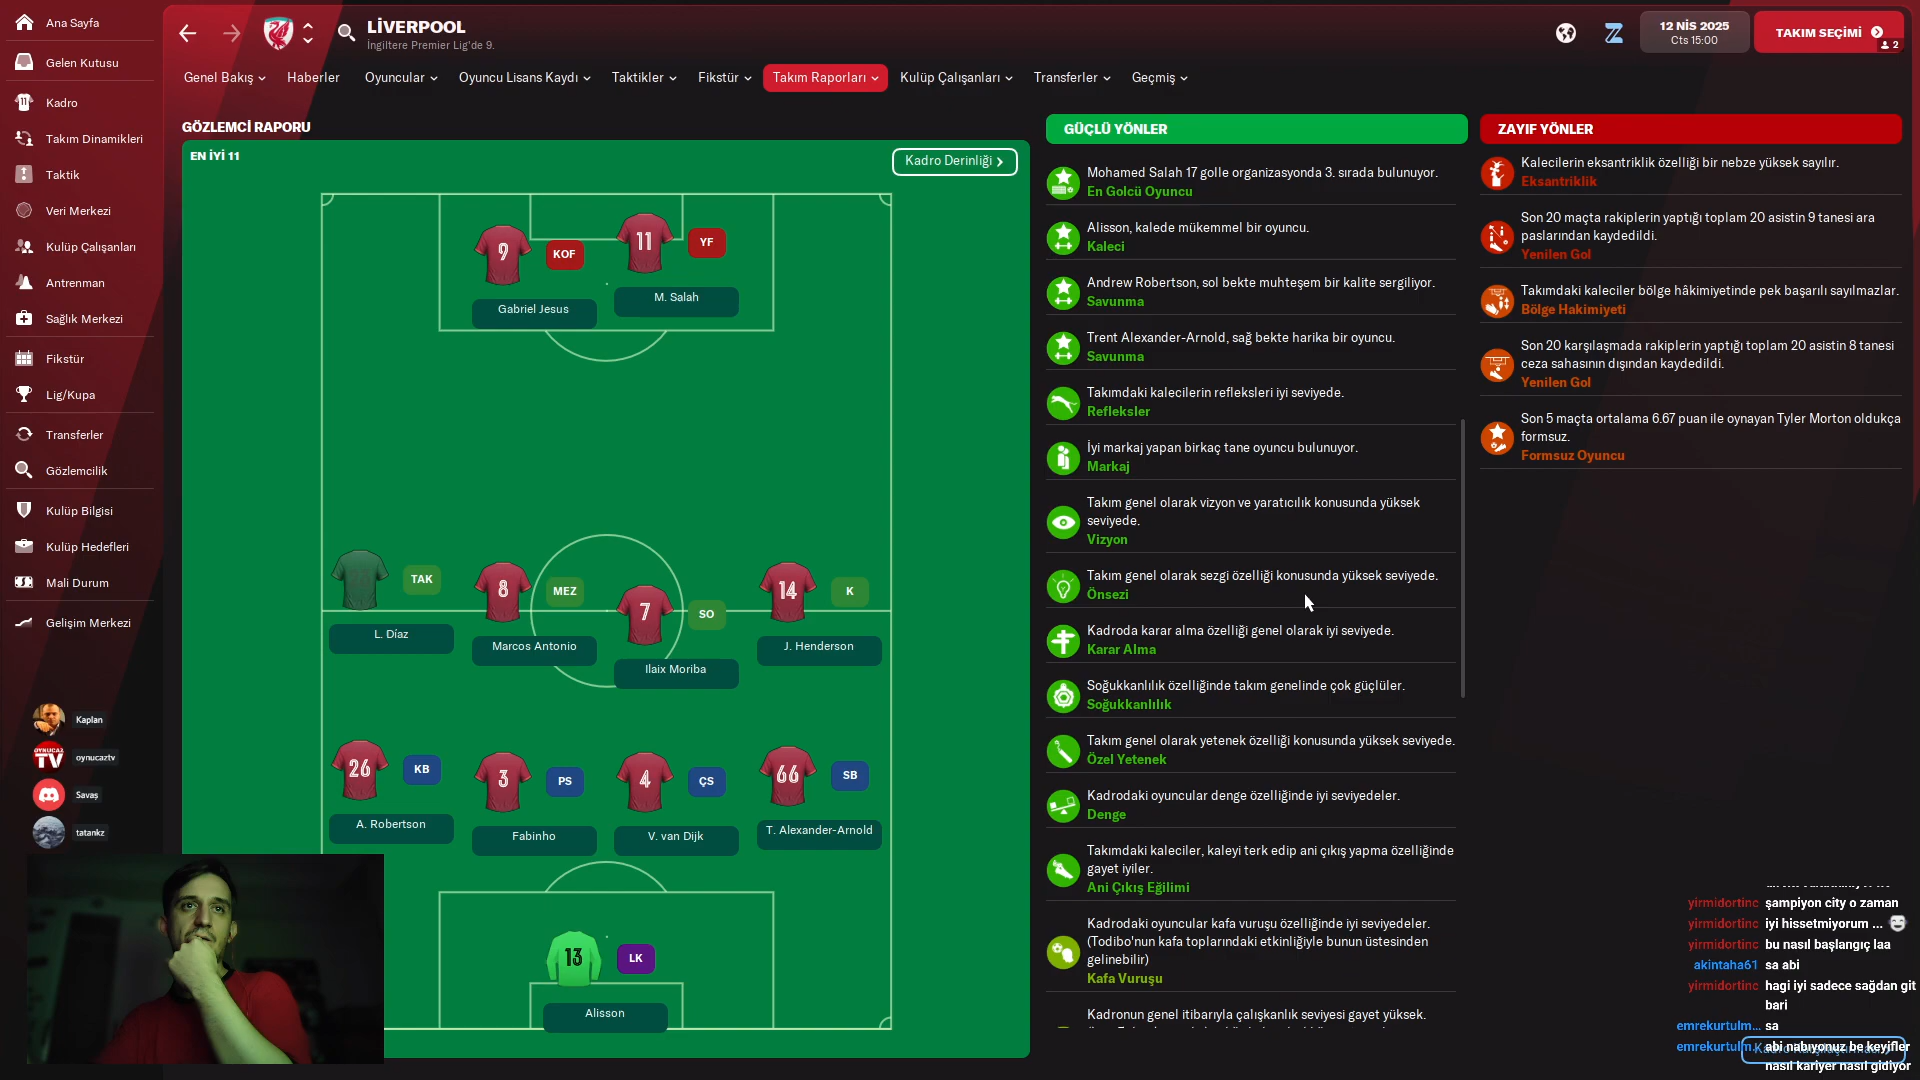 Ana Sayfa
Gelen Kutusu
Kadro
Takım Dinamikleri
Taktik
Veri Merkezi
Kulüp Çalışanları
Antrenman
Sağlık Merkezi
Fikstür
Lig/Kupa
Transferler
Gözlemcilik
Kulüp Bilgisi
Kulüp Hedefleri
Mali Durum
Gelişim Merkezi
Kaplan
OYNUCAZ TV
oynucaztv
Savaş
tatankz
LİVERPOOL
İngiltere Premier Lig'de 9.
12 NİS 2025
Cts 15:00
TAKIM SEÇİMİ
2
Genel Bakış
Haberler
Oyuncular
Oyuncu Lisans Kaydı
Taktikler
Fikstür
Takım Raporları
Kulüp Çalışanları
Transferler
Geçmiş
GÖZLEMCİ RAPORU
EN İYİ 11
Kadro Derinliği
9
KOF
Gabriel Jesus
11
YF
M. Salah
TAK
L. Díaz
8
MEZ
Marcos Antonio
7
SO
Ilaix Moriba
14
K
J. Henderson
26
KB
A. Robertson
3
PS
Fabinho
4
ÇS
V. van Dijk
66
SB
T. Alexander-Arnold
13
LK
Alisson
GÜÇLÜ YÖNLER
Mohamed Salah 17 golle organizasyonda 3. sırada bulunuyor.
En Golcü Oyuncu
Alisson, kalede mükemmel bir oyuncu.
Kaleci
Andrew Robertson, sol bekte muhteşem bir kalite sergiliyor.
Savunma
Trent Alexander-Arnold, sağ bekte harika bir oyuncu.
Savunma
Takımdaki kalecilerin refleksleri iyi seviyede.
Refleksler
İyi markaj yapan birkaç tane oyuncu bulunuyor.
Markaj
Takım genel olarak vizyon ve yaratıcılık konusunda yüksek
seviyede.
Vizyon
Takım genel olarak sezgi özelliği konusunda yüksek seviyede.
Önsezi
Kadroda karar alma özelliği genel olarak iyi seviyede.
Karar Alma
Soğukkanlılık özelliğinde takım genelinde çok güçlüler.
Soğukkanlılık
Takım genel olarak yetenek özelliği konusunda yüksek seviyede.
Özel Yetenek
Kadrodaki oyuncular denge özelliğinde iyi seviyedeler.
Denge
Takımdaki kaleciler, kaleyi terk edip ani çıkış yapma özelliğinde
gayet iyiler.
Ani Çıkış Eğilimi
Kadrodaki oyuncular kafa vuruşu özelliğinde iyi seviyedeler.
(Todibo'nun kafa toplarındaki etkinliğiyle bunun üstesinden
gelinebilir)
Kafa Vuruşu
Kadronun genel itibarıyla çalışkanlık seviyesi gayet yüksek.
ZAYIF YÖNLER
Kalecilerin eksantriklik özelliği bir nebze yüksek sayılır.
Eksantriklik
Son 20 maçta rakiplerin yaptığı toplam 20 asistin 9 tanesi ara
paslarından kaydedildi.
Yenilen Gol
Takımdaki kaleciler bölge hâkimiyetinde pek başarılı sayılmazlar.
Bölge Hakimiyeti
Son 20 karşılaşmada rakiplerin yaptığı toplam 20 asistin 8 tanesi
ceza sahasının dışından kaydedildi.
Yenilen Gol
Son 5 maçta ortalama 6.67 puan ile oynayan Tyler Morton oldukça
formsuz.
Formsuz Oyuncu
yirmidortinc şampiyon city o zaman
yirmidortinc iyi hissetmiyorum ...
yirmidortinc bu nasıl başlangıç laa
akintaha61 sa abi
yirmidortinc hagi iyi sadece sağdan git
bari
emrekurtulm... sa
emrekurtulm... abi nabıyonuz be keyifler
nasıl kariyer nasıl gidiyor